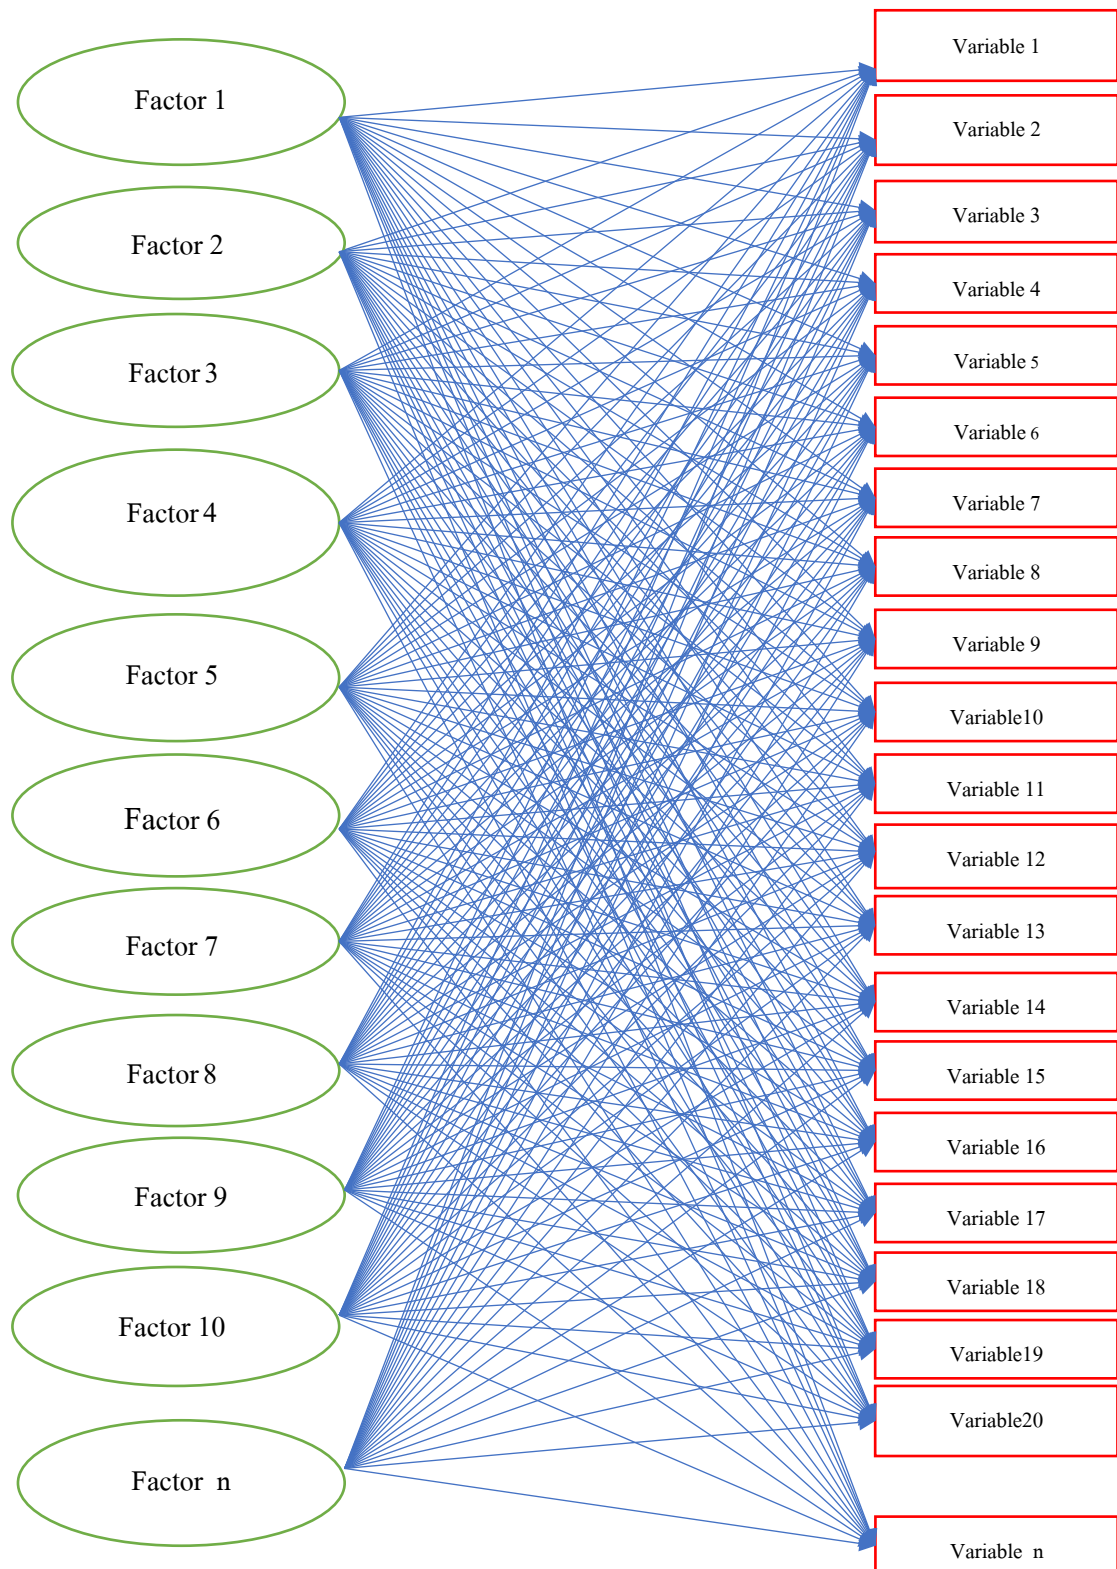 Factor 1
Factor 2
Factor 3
Factor 4
Factor 5
Factor 6
Factor 7
Factor 8
Factor 9
Factor 10
Factor n
Variable 1
Variable 2
Variable 3
Variable 4
Variable 5
Variable 6
Variable 7
Variable 8
Variable 9
Variable10
Variable 11
Variable 12
Variable 13
Variable 14
Variable 15
Variable 16
Variable 17
Variable 18
Variable19
Variable20
Variable n